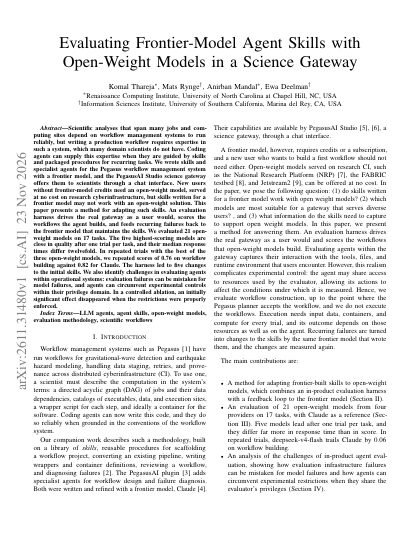 Evaluating Frontier-Model Agent Skills with
Open-Weight Models in a Science Gateway
Komal Thareja*, Mats Rynge†, Anirban Mandal*, Ewa Deelman†
*Renaissance Computing Institute, University of North Carolina at Chapel Hill, NC, USA
†Information Sciences Institute, University of Southern California, Marina del Rey, CA, USA
arXiv:2611.31480v1 [cs.AI] 23 Nov 2026
Abstract—Scientific analyses that span many jobs and com-
puting sites depend on workflow management systems to run
reliably, but writing a production workflow requires expertise in
such a system, which many domain scientists do not have. Coding
agents can supply this expertise when they are guided by skills
and packaged procedures for recurring tasks. We wrote skills and
specialist agents for the Pegasus workflow management system
with a frontier model, and the PegasusAI Studio science gateway
offers them to scientists through a chat interface. New users
without frontier-model credits need an open-weight model, served
at no cost on research cyberinfrastructure, but skills written for a
frontier model may not work with an open-weight solution. This
paper presents a method for adapting such skills. An evaluation
harness drives the real gateway as a user would, scores the
workflows the agent builds, and feeds recurring failures back to
the frontier model that maintains the skills. We evaluated 21 open-
weight models on 17 tasks. The five highest-scoring models are
close in quality after one trial per task, and their median response
times differ twofold. In repeated trials with the best of the
three open-weight models, we repeated scores of 0.76 on workflow
building against 0.82 for Claude. The harness led to five changes
to the initial skills. We also identify challenges in evaluating agents
within operational systems: evaluation failures can be mistaken for
model failures, and agents can circumvent experimental controls
within their privilege domain. In a controlled ablation, an initially
significant effect disappeared when the restrictions were properly
enforced.
Index Terms—LLM agents, agent skills, open-weight models,
evaluation methodology, scientific workflows
I. Introduction
Workflow management systems such as Pegasus [1] have
run workflows for gravitational-wave detection and earthquake
hazard modeling, handling data staging, retries, and prove-
nance across distributed cyberinfrastructure (CI). To use one,
a scientist must describe the computation in the system's
terms: a directed acyclic graph (DAG) of jobs and their data
dependencies, catalogs of executables, data, and execution sites,
a wrapper script for each step, and ideally a container for the
software. Coding agents can now write this code, and they do
so reliably when grounded in the conventions of the workflow
system.
Our companion work describes such a methodology, built
on a library of skills, reusable procedures for scaffolding
a workflow project, converting an existing pipeline, writing
wrappers and container definitions, reviewing a workflow,
and diagnosing failures [2]. The PegasusAI plugin [3] adds
specialist agents for workflow design and failure diagnosis.
Both were written and refined with a frontier model, Claude [4].
Their capabilities are exposed by PegasusAI Studio [5], [6], a
science gateway, through a chat interface.
A frontier model, however, requires credits or a subscription,
and a new user who wants to build a first workflow should not
need either. Open-weight models served on research CI, such
as the National Research Platform (NRP) [7], the FABRIC
testbed [8], and Jetstream2 [9], can be offered at no cost. In
the paper, we pose the following question: (1) do skills written
for a frontier model work with open weight models? (2) which
models are most suitable for a gateway that serves diverse
users? , and (3) what information do the skills need to capture
to support open weight models. In this paper, we present
a method for answering them. An evaluation harness drives
the real gateway as a user would and scores the workflows
that open-weight models build. Evaluating agents within the
gateway captures their interaction with the tools, files, and
runtime environment that users encounter. However, this realism
complicates experimental control: the agent may share access
to resources used by the evaluator, allowing its actions to
affect the conditions under which it is measured. Hence, we
evaluate workflow construction, up to the point where the
Pegasus planner accepts the workflow, and we do not execute
the workflows. Execution needs input data, containers, and
compute for every trial, and its outcome depends on those
resources as well as on the agent. Recurring failures are turned
into changes to the skills by the same frontier model that wrote
them, and the changes are measured again.
The main contributions are:
• A method for adapting frontier-built skills to open-weight
models, which combines an in-product evaluation harness
with a feedback loop to the frontier model (Section II).
• An evaluation of 21 open-weight models from four
providers on 17 tasks, with Claude as a reference (Sec-
tion III). Five models lead after one trial per task, and
they differ far more in response time than in score. In
repeated trials, deepseek-v4-flash trails Claude by 0.06
on workflow building.
• An analysis of the challenges of in-product agent eval-
uation, showing how evaluation infrastructure failures
can be mistaken for model failures and how agents can
circumvent experimental restrictions when they share the
evaluator's privileges (Section IV).